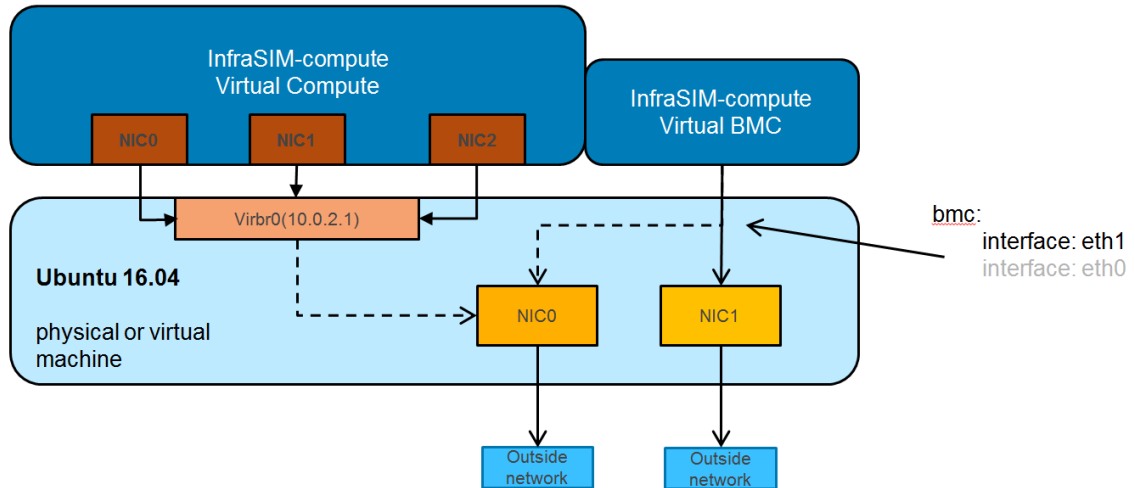 InfraSIM-compute
Virtual Compute
InfraSIM-compute
Virtual BMC
NIC0
NIC1
NIC2
Virbr0(10.0.2.1)
bmc:
interface: eth1
interface: eth0
Ubuntu 16.04
physical or virtual
machine
NIC0
NIC1
Outside
network
Outside
network